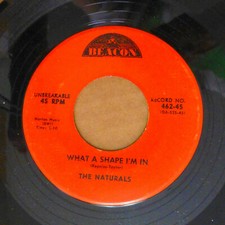 BEACON
UNBREAKABLE
45 RPM
RECORD NO.
462-45
WHAT A SHAPE I'M IN
THE NATURALS